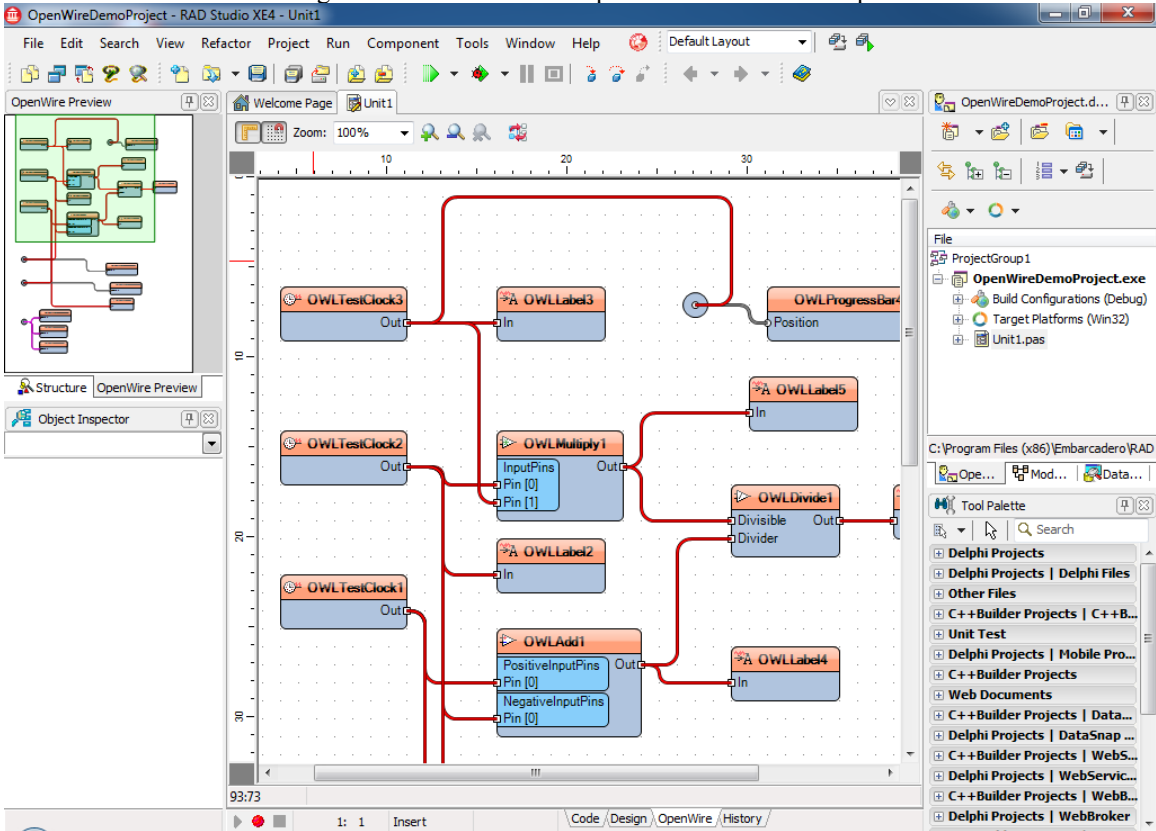 OpenWireDemoProject - RAD Studio XE4 - Unit1
File Edit Search View Refactor Project Run Component Tools Window Help Default Layout
OpenWire Preview
Welcome Page Unit1
OpenWireDemoProject.d...
Zoom: 100%
10 20 30
10
20
30
OWLTestClock3
Out
OWLLabel3
In
OWLProgressBar
Position
OWLLabel5
In
OWLTestClock2
Out
OWLMultiply1
InputPins Out
Pin [0]
Pin [1]
OWLDivide1
Divisible Out
Divider
OWLLabel2
In
OWLTestClock1
Out
OWLAdd1
PositiveInputPins Out
Pin [0]
NegativeInputPins
Pin [0]
OWLLabel4
In
Structure OpenWire Preview
Object Inspector
File
ProjectGroup1
OpenWireDemoProject.exe
Build Configurations (Debug)
Target Platforms (Win32)
Unit1.pas
C:\Program Files (x86)\Embarcadero\RAD
Ope... Mod... Data...
Tool Palette
Search
Delphi Projects
Delphi Projects | Delphi Files
Other Files
C++Builder Projects | C++B...
Unit Test
Delphi Projects | Mobile Pro...
C++Builder Projects
Web Documents
C++Builder Projects | Data...
Delphi Projects | DataSnap ...
C++Builder Projects | WebS...
Delphi Projects | WebServic...
C++Builder Projects | WebB...
Delphi Projects | WebBroker
93:73
1: 1 Insert Code Design OpenWire History